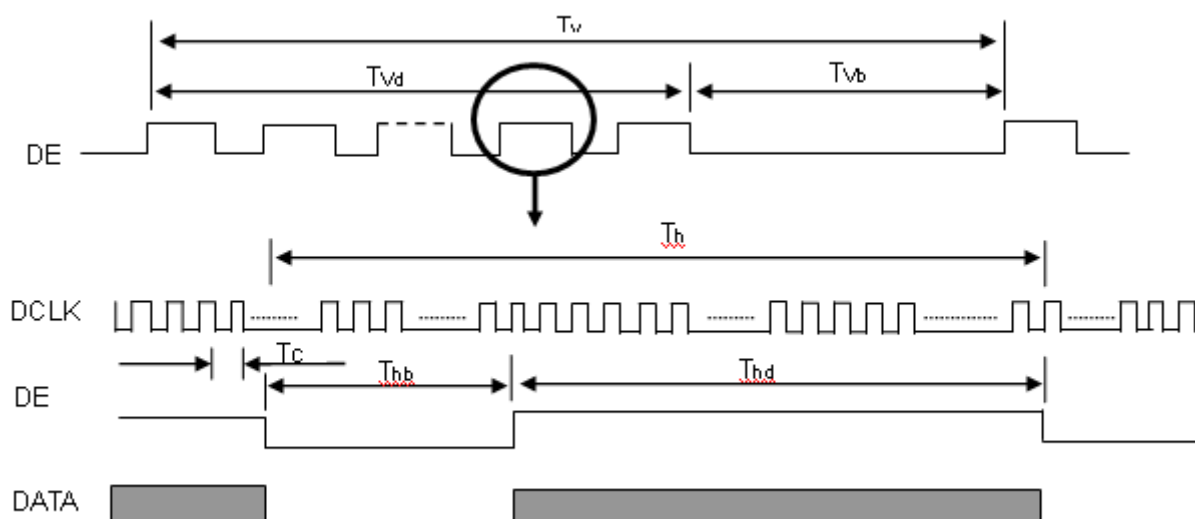 Tv
TVd
TVb
DE
Th
DCLK
Tc
Thb
Thd
DE
DATA